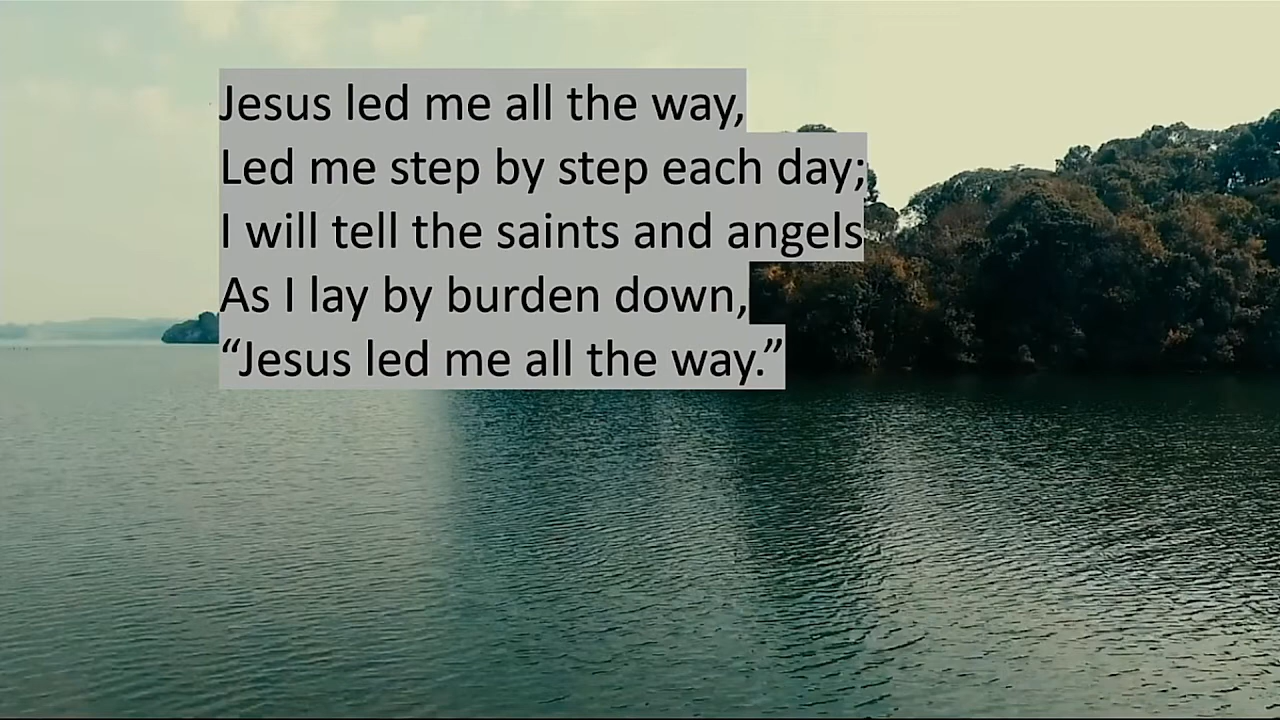 Jesus led me all the way,
Led me step by step each day;
I will tell the saints and angels
As I lay by burden down,
“Jesus led me all the way.”